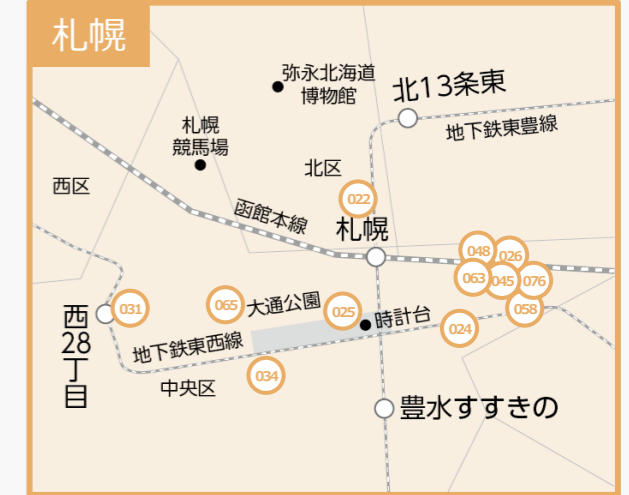 札幌
弥永北海道
博物館
北13条東
地下鉄東豊線
札幌
競馬場
北区
西区
022
函館本線
札幌
048
026
063
045
076
058
031
065
大通公園
025
時計台
024
西28丁目
地下鉄東西線
034
中央区
豊水すすきの